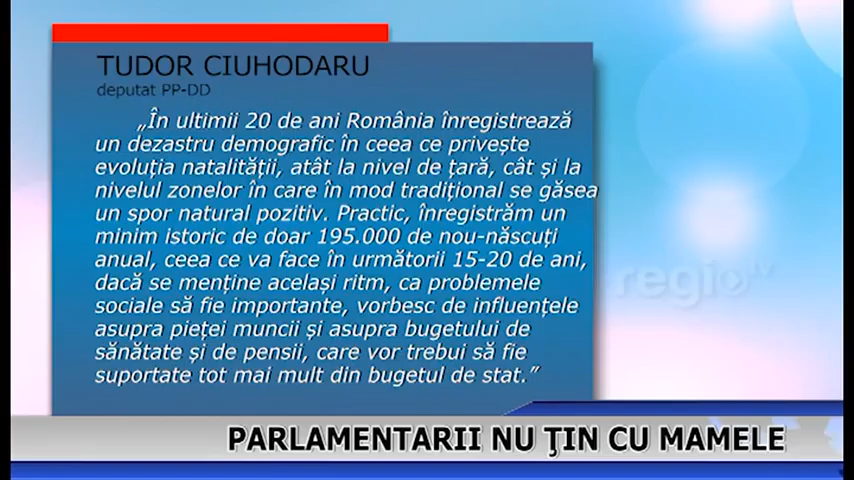 TUDOR CIUHODARU
deputat PP-DD
„În ultimii 20 de ani România înregistrează
un dezastru demografic în ceea ce privește
evoluția natalității, atât la nivel de țară, cât și la
nivelul zonelor în care în mod tradițional se găsea
un spor natural pozitiv. Practic, înregistrăm un
minim istoric de doar 195.000 de nou-născuți
anual, ceea ce va face în următorii 15-20 de ani,
dacă se menține același ritm, ca problemele
sociale să fie importante, vorbesc de influențele
asupra pieței muncii și asupra bugetului de
sănătate și de pensii, care vor trebui să fie
suportate tot mai mult din bugetul de stat.”
regio tv
PARLAMENTARII NU ŢIN CU MAMELE